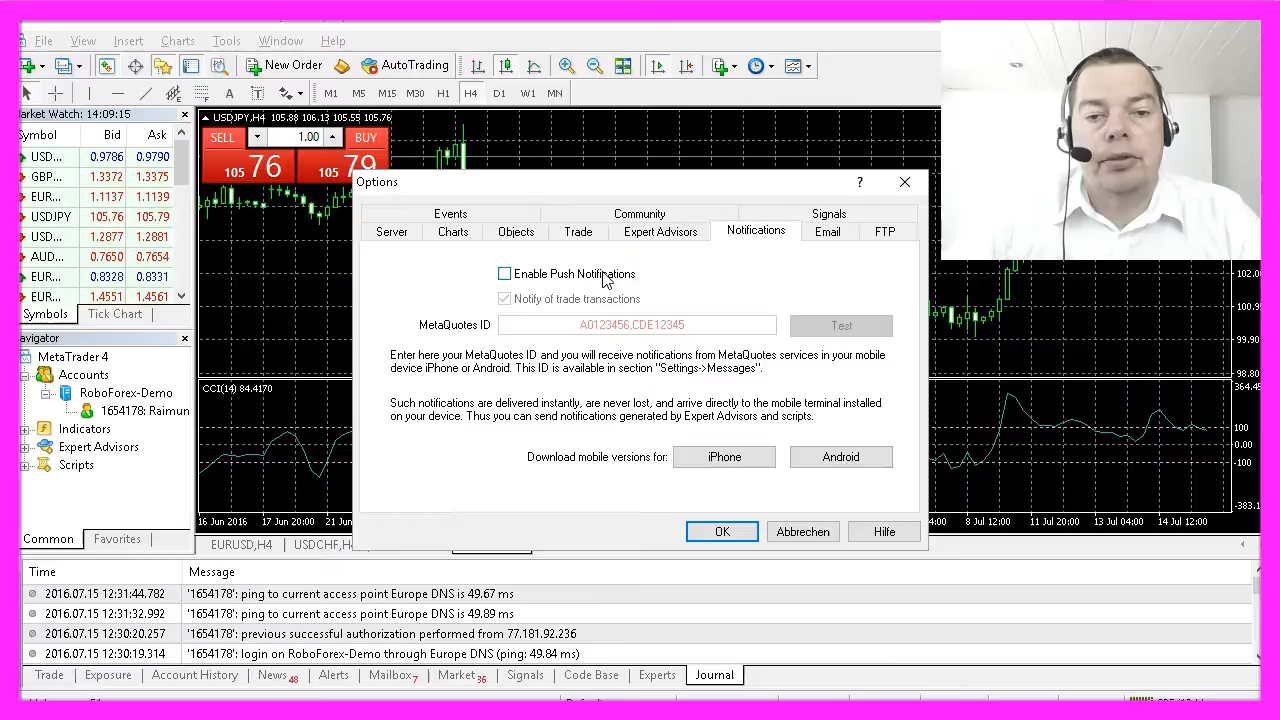 File View Insert Charts Tools Window Help
New Order AutoTrading
A T M1 M5 M15 M30 H1 H4 D1 W1 MN
arket Watch: 14:09:15
Symbol Bid Ask
USD... 0.9786 0.9790
GBP... 1.3372 1.3375
EUR... 1.1137 1.1139
USDJPY 105.76 105.79
USD... 1.2877 1.2881
AUD... 0.7650 0.7654
EUR... 0.8328 0.8331
EUR... 1.4551 1.4561
Symbols Tick Chart
avigator
MetaTrader 4
Accounts
RoboForex-Demo
1654178: Raimun
Indicators
Expert Advisors
Scripts
Common Favorites
USDJPY,H4 105.88 106.13 105.55 105.76
SELL 1.00 BUY
105 76 105 79
Options ?
Events Community Signals
Server Charts Objects Trade Expert Advisors Notifications Email FTP
Enable Push Notifications
Notify of trade transactions
MetaQuotes ID A0123456,CDE12345 Test
Enter here your MetaQuotes ID and you will receive notifications from MetaQuotes services in your mobile
device iPhone or Android. This ID is available in section "Settings->Messages".
Such notifications are delivered instantly, are never lost, and arrive directly to the mobile terminal installed
on your device. Thus you can send notifications generated by Expert Advisors and scripts.
Download mobile versions for: iPhone Android
OK Abbrechen Hilfe
102.00
100.95
99.90
98.80
CCI(14) 84.4170
364.45
100
0.00
-100
-383.1
16 Jun 2016 17 Jun 20:00 21 Jun 4:00 8 Jul 12:00 11 Jul 20:00 13 Jul 04:00 14 Jul 12:00
EURUSD,H4 USDCHF,H4
Time Message
2016.07.15 12:31:44.782 '1654178': ping to current access point Europe DNS is 49.67 ms
2016.07.15 12:31:32.992 '1654178': ping to current access point Europe DNS is 49.89 ms
2016.07.15 12:30:20.257 '1654178': previous successful authorization performed from 77.181.91.236
2016.07.15 12:30:19.314 '1654178': login on RoboForex-Demo through Europe DNS (ping: 49.94 ms)
Trade Exposure Account History News 48 Alerts Mailbox 7 Market 36 Signals Code Base Experts Journal